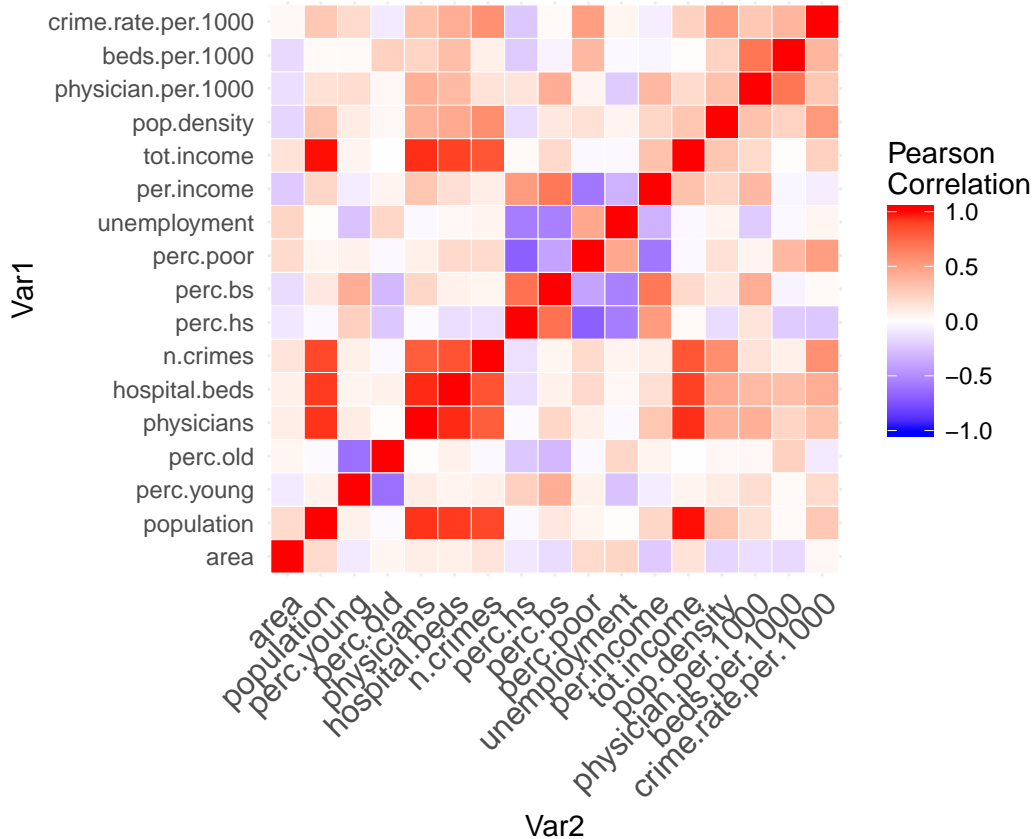 crime.rate.per.1000
beds.per.1000
physician.per.1000
pop.density
tot.income
per.income
unemployment
perc.poor
perc.bs
perc.hs
n.crimes
hospital.beds
physicians
perc.old
perc.young
population
area
Var1
area
population
perc.young
perc.old
physicians
hospital.beds
n.crimes
perc.hs
perc.bs
perc.poor
unemployment
per.income
tot.income
pop.density
physician.per.1000
beds.per.1000
crime.rate.per.1000
Var2
Pearson
Correlation
1.0
0.5
0.0
−0.5
−1.0